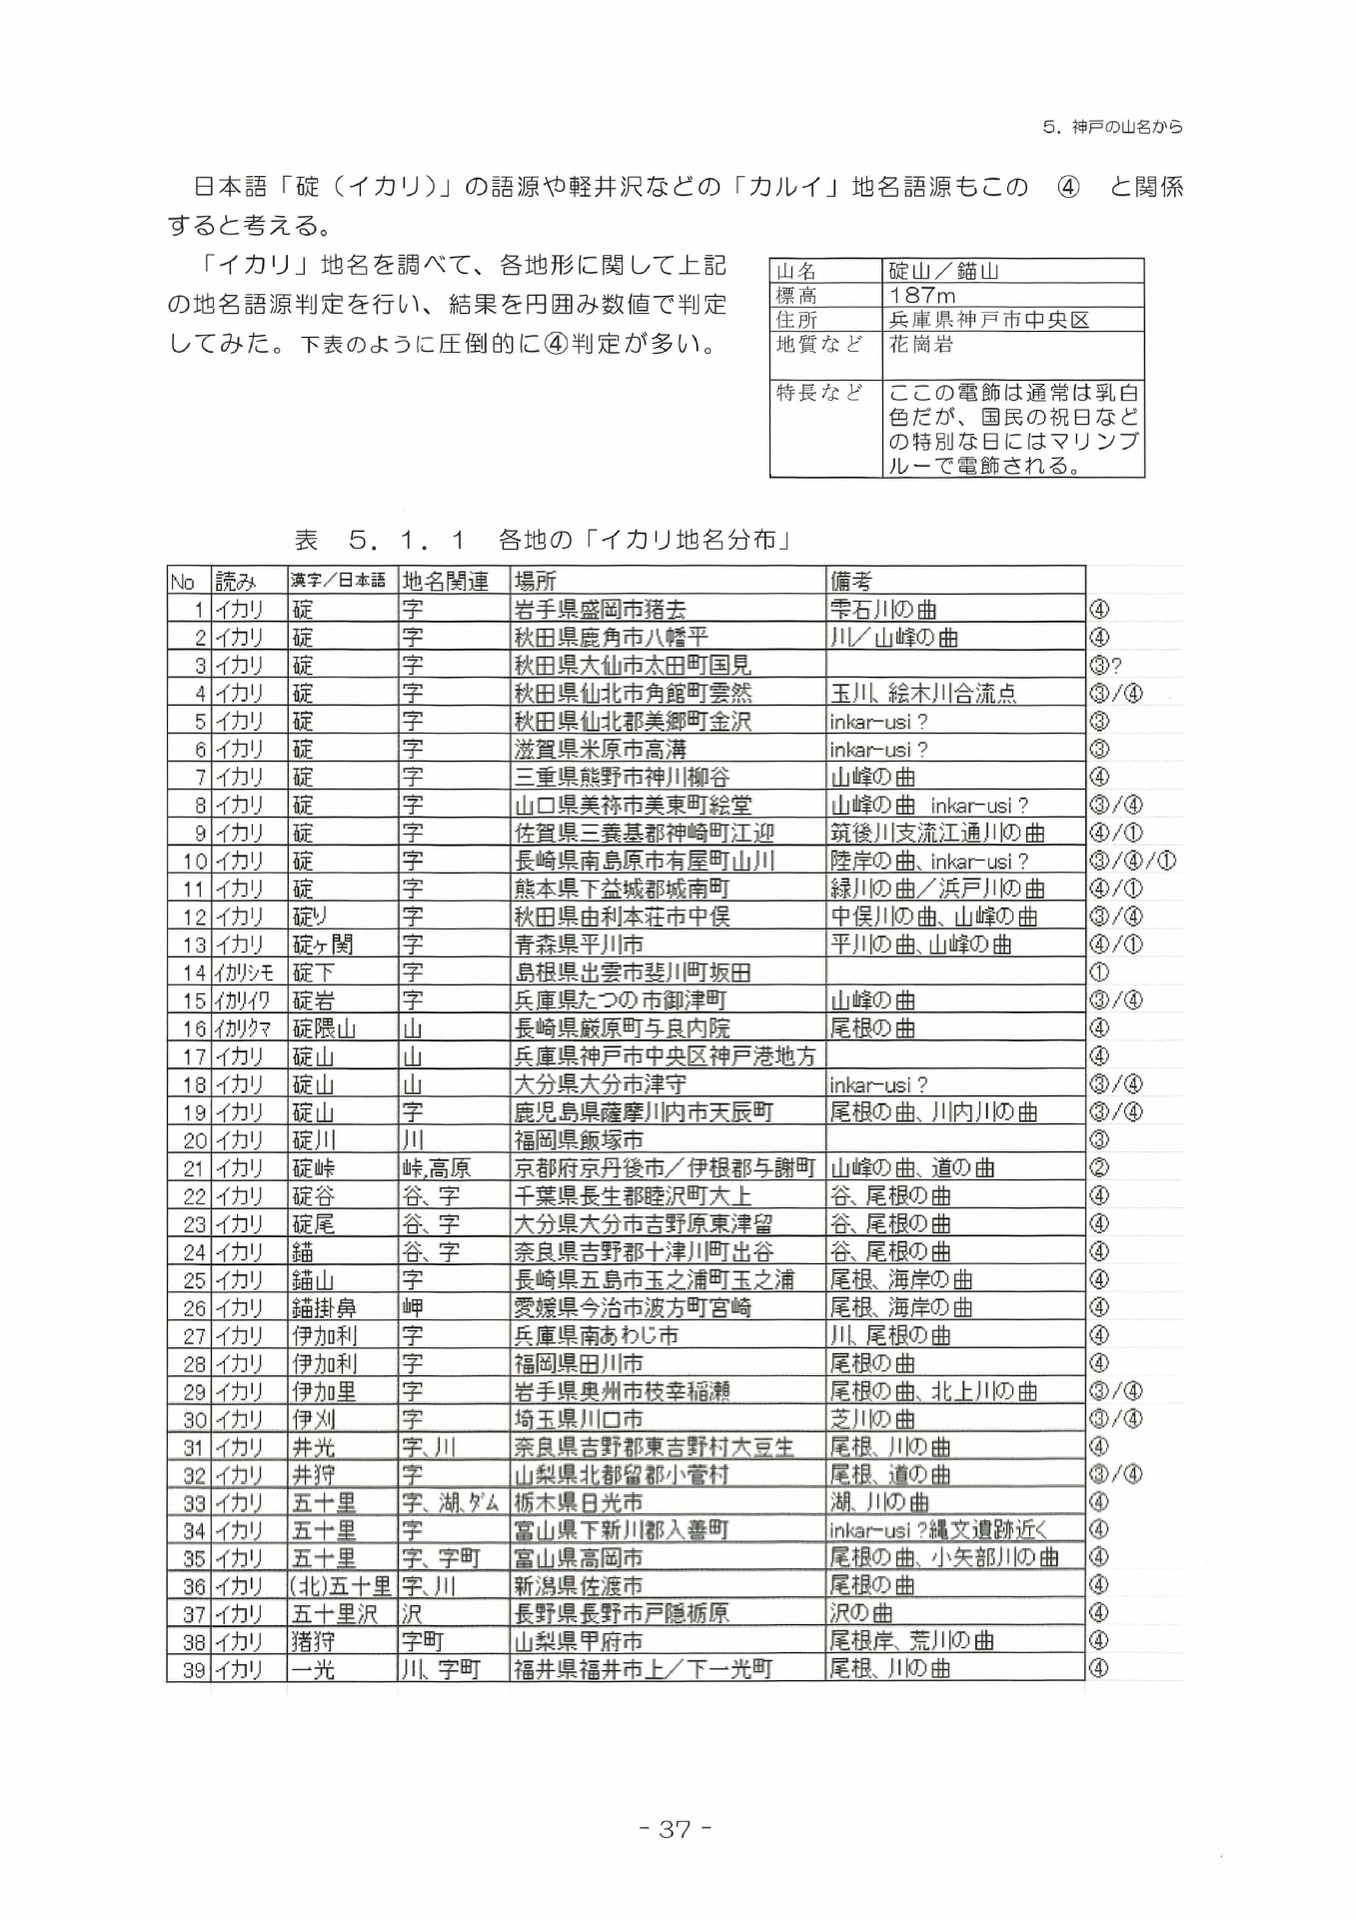 5．神戸の山名から
日本語「碇（イカリ）」の語源や軽井沢などの「カルイ」地名語源もこの　④　と関係
すると考える。
「イカリ」地名を調べて、各地形に関して上記
の地名語源判定を行い、結果を円囲み数値で判定
してみた。下表のように圧倒的に④判定が多い。
山名 碇山／錨山
標高 187m
住所 兵庫県神戸市中央区
地質など 花崗岩
特長など ここの電飾は通常は乳白
色だが、国民の祝日など
の特別な日にはマリンブ
ルーで電飾される。
表　5．1．1　各地の「イカリ地名分布」
No 読み 漢字／日本語 地名関連 場所 備考
1 イカリ 碇 字 岩手県盛岡市猪去 雫石川の曲 ④
2 イカリ 碇 字 秋田県鹿角市八幡平 川／山峰の曲 ④
3 イカリ 碇 字 秋田県大仙市太田町国見 ③?
4 イカリ 碇 字 秋田県仙北市角館町雲然 玉川、絵木川合流点 ③/④
5 イカリ 碇 字 秋田県仙北郡美郷町金沢 inkar-usi？ ③
6 イカリ 碇 字 滋賀県米原市高溝 inkar-usi？ ③
7 イカリ 碇 字 三重県熊野市神川柳谷 山峰の曲 ④
8 イカリ 碇 字 山口県美祢市美東町絵堂 山峰の曲 inkar-usi？ ③/④
9 イカリ 碇 字 佐賀県三養基郡神崎町江迎 筑後川支流江通川の曲 ④/①
10 イカリ 碇 字 長崎県南島原市有屋町山川 陸岸の曲、inkar-usi？ ③/④/①
11 イカリ 碇 字 熊本県下益城郡城南町 緑川の曲／浜戸川の曲 ④/①
12 イカリ 碇り 字 秋田県由利本荘市中俣 中俣川の曲、山峰の曲 ③/④
13 イカリ 碇ヶ関 字 青森県平川市 平川の曲、山峰の曲 ④/①
14 イカリシモ 碇下 字 島根県出雲市斐川町坂田 ①
15 イカリイワ 碇岩 字 兵庫県たつの市御津町 山峰の曲 ③/④
16 イカリクマ 碇隈山 山 長崎県厳原町与良内院 尾根の曲 ④
17 イカリ 碇山 山 兵庫県神戸市中央区神戸港地方 ④
18 イカリ 碇山 山 大分県大分市津守 inkar-usi？ ③/④
19 イカリ 碇山 字 鹿児島県薩摩川内市天辰町 尾根の曲、川内川の曲 ③/④
20 イカリ 碇川 川 福岡県飯塚市 ③
21 イカリ 碇峠 峠,高原 京都府京丹後市／伊根郡与謝町 山峰の曲、道の曲 ②
22 イカリ 碇谷 谷、字 千葉県長生郡睦沢町大上 谷、尾根の曲 ④
23 イカリ 碇尾 谷、字 大分県大分市吉野原東津留 谷、尾根の曲 ④
24 イカリ 錨 谷、字 奈良県吉野郡十津川町出谷 谷、尾根の曲 ④
25 イカリ 錨山 字 長崎県五島市玉之浦町玉之浦 尾根、海岸の曲 ④
26 イカリ 錨掛鼻 岬 愛媛県今治市波方町宮崎 尾根、海岸の曲 ④
27 イカリ 伊加利 字 兵庫県南あわじ市 川、尾根の曲 ④
28 イカリ 伊加利 字 福岡県田川市 尾根の曲 ④
29 イカリ 伊加里 字 岩手県奥州市枝幸稲瀬 尾根の曲、北上川の曲 ③/④
30 イカリ 伊刈 字 埼玉県川口市 芝川の曲 ③/④
31 イカリ 井光 字、川 奈良県吉野郡東吉野村大豆生 尾根、川の曲 ④
32 イカリ 井狩 字 山梨県北都留郡小菅村 尾根、道の曲 ③/④
33 イカリ 五十里 字、湖、ダム 栃木県日光市 湖、川の曲 ④
34 イカリ 五十里 字 富山県下新川郡入善町 inkar-usi？縄文遺跡近く ④
35 イカリ 五十里 字、字町 富山県高岡市 尾根の曲、小矢部川の曲 ④
36 イカリ (北)五十里 字、川 新潟県佐渡市 尾根の曲 ④
37 イカリ 五十里沢 沢 長野県長野市戸隠栃原 沢の曲 ④
38 イカリ 猪狩 字町 山梨県甲府市 尾根岸、荒川の曲 ④
39 イカリ 一光 川、字町 福井県福井市上／下一光町 尾根、川の曲 ④
- 37 -